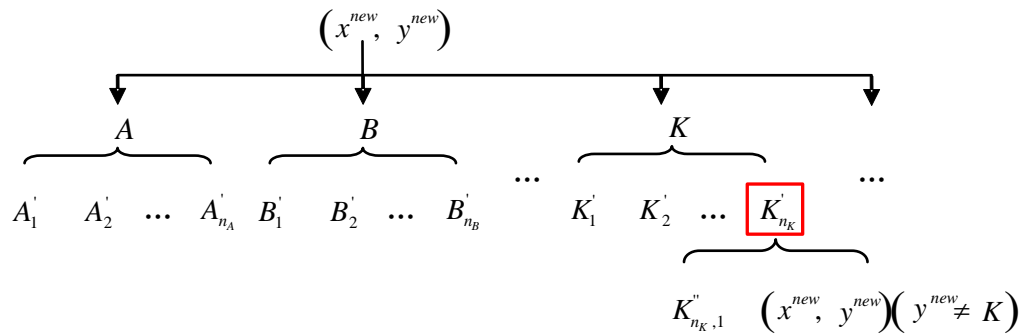 (x^{new}, y^{new})
A B K
... ...
A'_1 A'_2 ... A'_{n_A} B'_1 B'_2 ... B'_{n_B} K'_1 K'_2 ... K'_{n_K}
K''_{n_K,1} (x^{new}, y^{new})(y^{new} ≠ K)